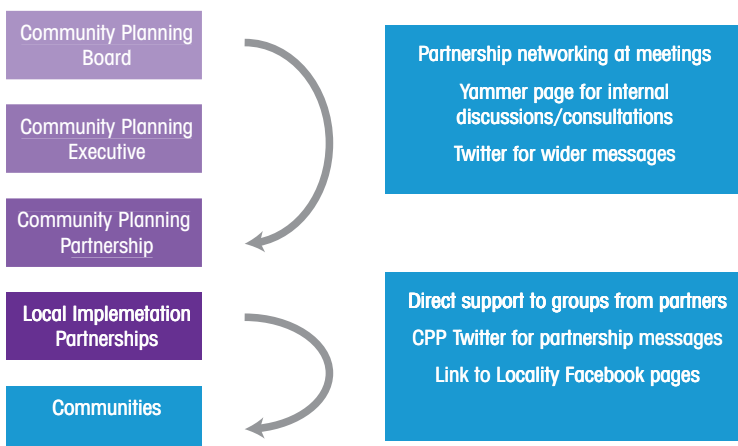 Community Planning
Board
Community Planning
Executive
Community Planning
Partnership
Local Implemetation
Partnerships
Communities
Partnership networking at meetings
Yammer page for internal
discussions/consultations
Twitter for wider messages
Direct support to groups from partners
CPP Twitter for partnership messages
Link to Locality Facebook pages